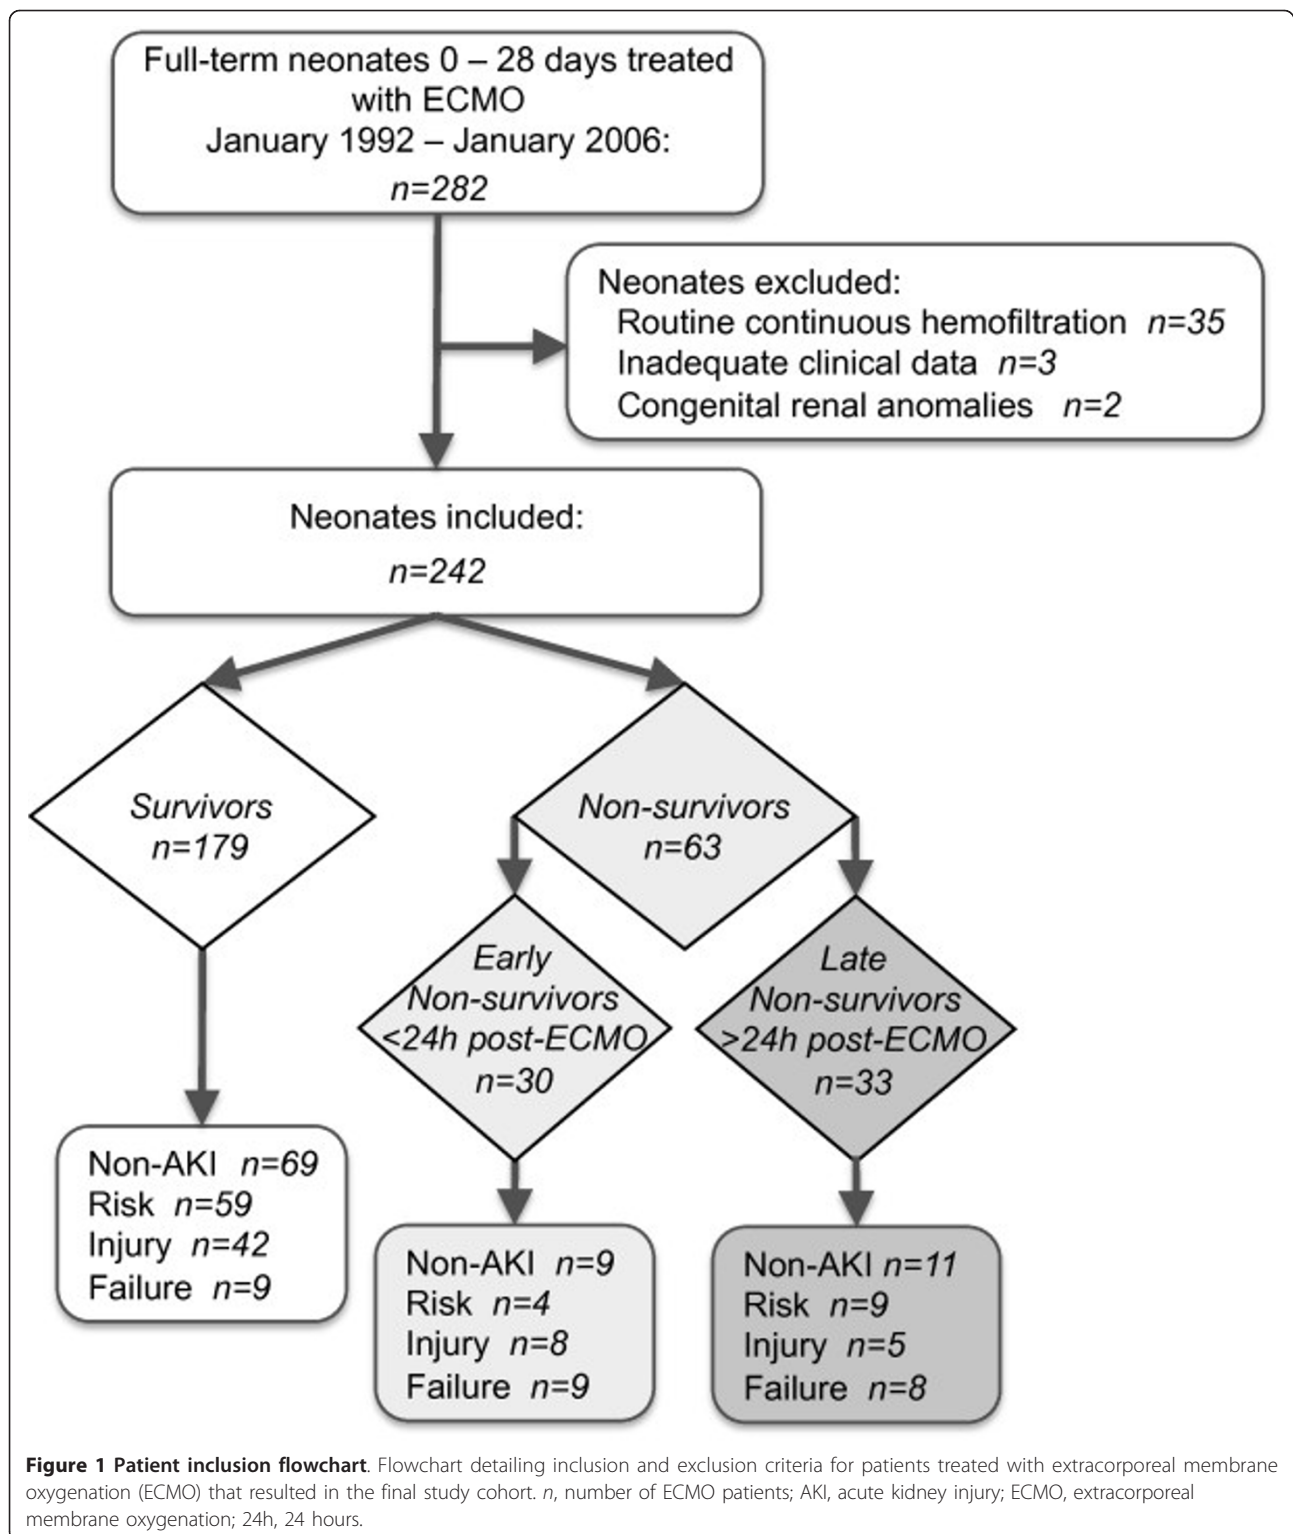 Full-term neonates 0 – 28 days treated
with ECMO
January 1992 – January 2006:
n=282
Neonates excluded:
Routine continuous hemofiltration n=35
Inadequate clinical data n=3
Congenital renal anomalies n=2
Neonates included:
n=242
Survivors
n=179
Non-survivors
n=63
Early
Non-survivors
<24h post-ECMO
n=30
Late
Non-survivors
>24h post-ECMO
n=33
Non-AKI n=69
Risk n=59
Injury n=42
Failure n=9
Non-AKI n=9
Risk n=4
Injury n=8
Failure n=9
Non-AKI n=11
Risk n=9
Injury n=5
Failure n=8
Figure 1 Patient inclusion flowchart. Flowchart detailing inclusion and exclusion criteria for patients treated with extracorporeal membrane
oxygenation (ECMO) that resulted in the final study cohort. n, number of ECMO patients; AKI, acute kidney injury; ECMO, extracorporeal
membrane oxygenation; 24h, 24 hours.